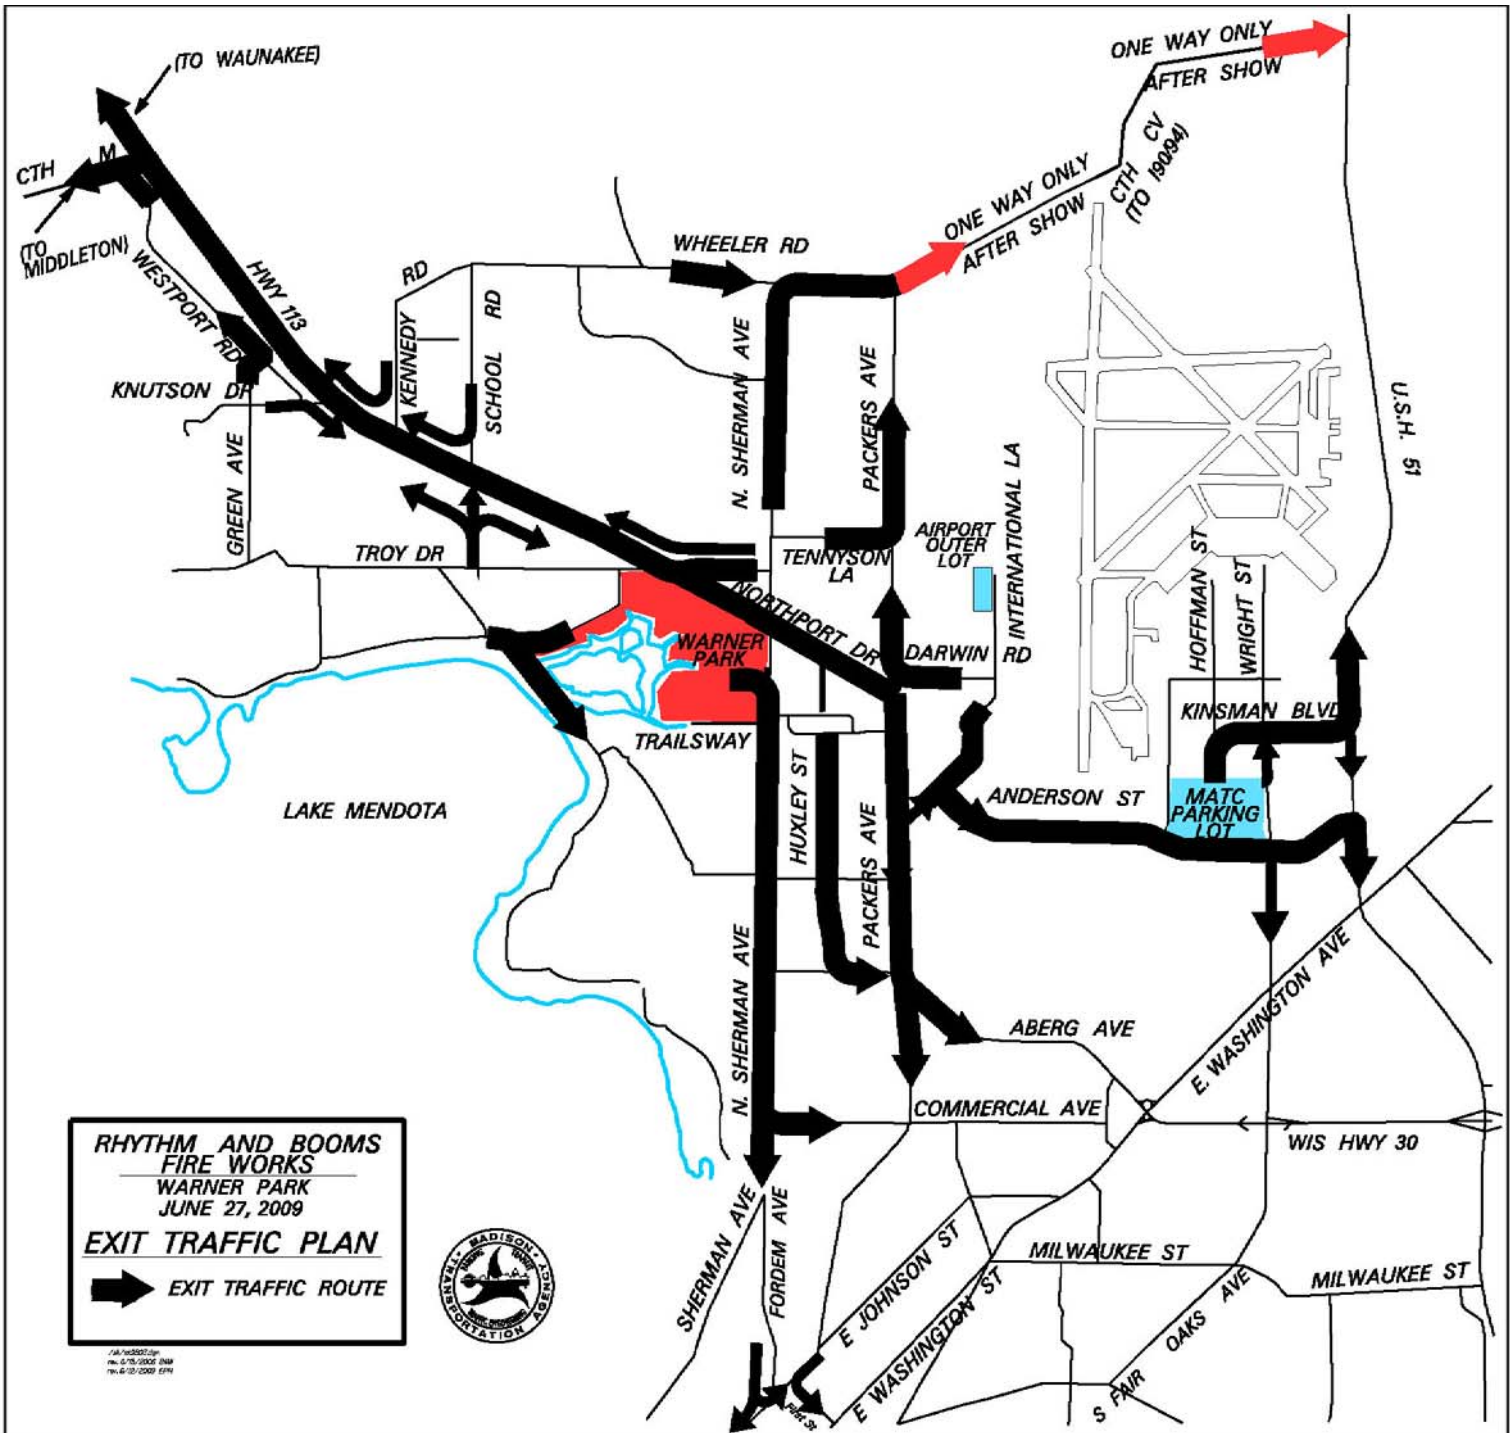 (TO WAUNAKEE)
ONE WAY ONLY
AFTER SHOW
CTH
M
(TO
MIDDLETON)
CTH CV
(TO I90/94)
ONE WAY ONLY
AFTER SHOW
WHEELER RD
WESTPORT RD
HWY 113
RD
KENNEDY
SCHOOL RD
KNUTSON DR
N. SHERMAN AVE
PACKERS AVE
U.S.H. 51
GREEN AVE
TROY DR
TENNYSON
LA
AIRPORT
OUTER
LOT
INTERNATIONAL LA
HOFFMAN ST
WRIGHT ST
NORTHPORT DR
WARNER
PARK
DARWIN RD
KINSMAN BLVD
TRAILSWAY
LAKE MENDOTA
HUXLEY ST
PACKERS AVE
ANDERSON ST
MATC
PARKING
LOT
N. SHERMAN AVE
ABERG AVE
E. WASHINGTON AVE
COMMERCIAL AVE
WIS HWY 30
RHYTHM AND BOOMS
FIRE WORKS
WARNER PARK
JUNE 27, 2009
EXIT TRAFFIC PLAN
EXIT TRAFFIC ROUTE
MADISON
TRANSPORTATION AGENCY
SHERMAN AVE
FORDEM AVE
E JOHNSON ST
E WASHINGTON ST
MILWAUKEE ST
MILWAUKEE ST
S FAIR OAKS AVE
First St